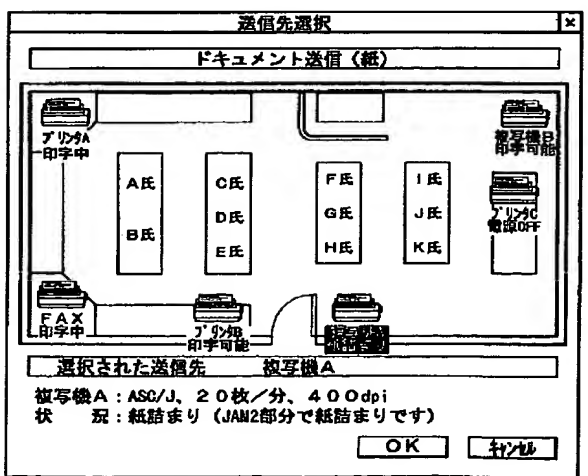 送信先選択
×
ドキュメント送信（紙）
プリンタA
印字中
複写機B
印字可能
A氏
B氏
C氏
D氏
E氏
F氏
G氏
H氏
I氏
J氏
K氏
プリンタC
電源OFF
FAX
印字中
プリンタB
印字可能
選択された送信先　複写機A
複写機A：ASC/J、20枚／分、400dpi
状　況：紙詰まり（JAN2部分で紙詰まりです）
OK
キャンセル